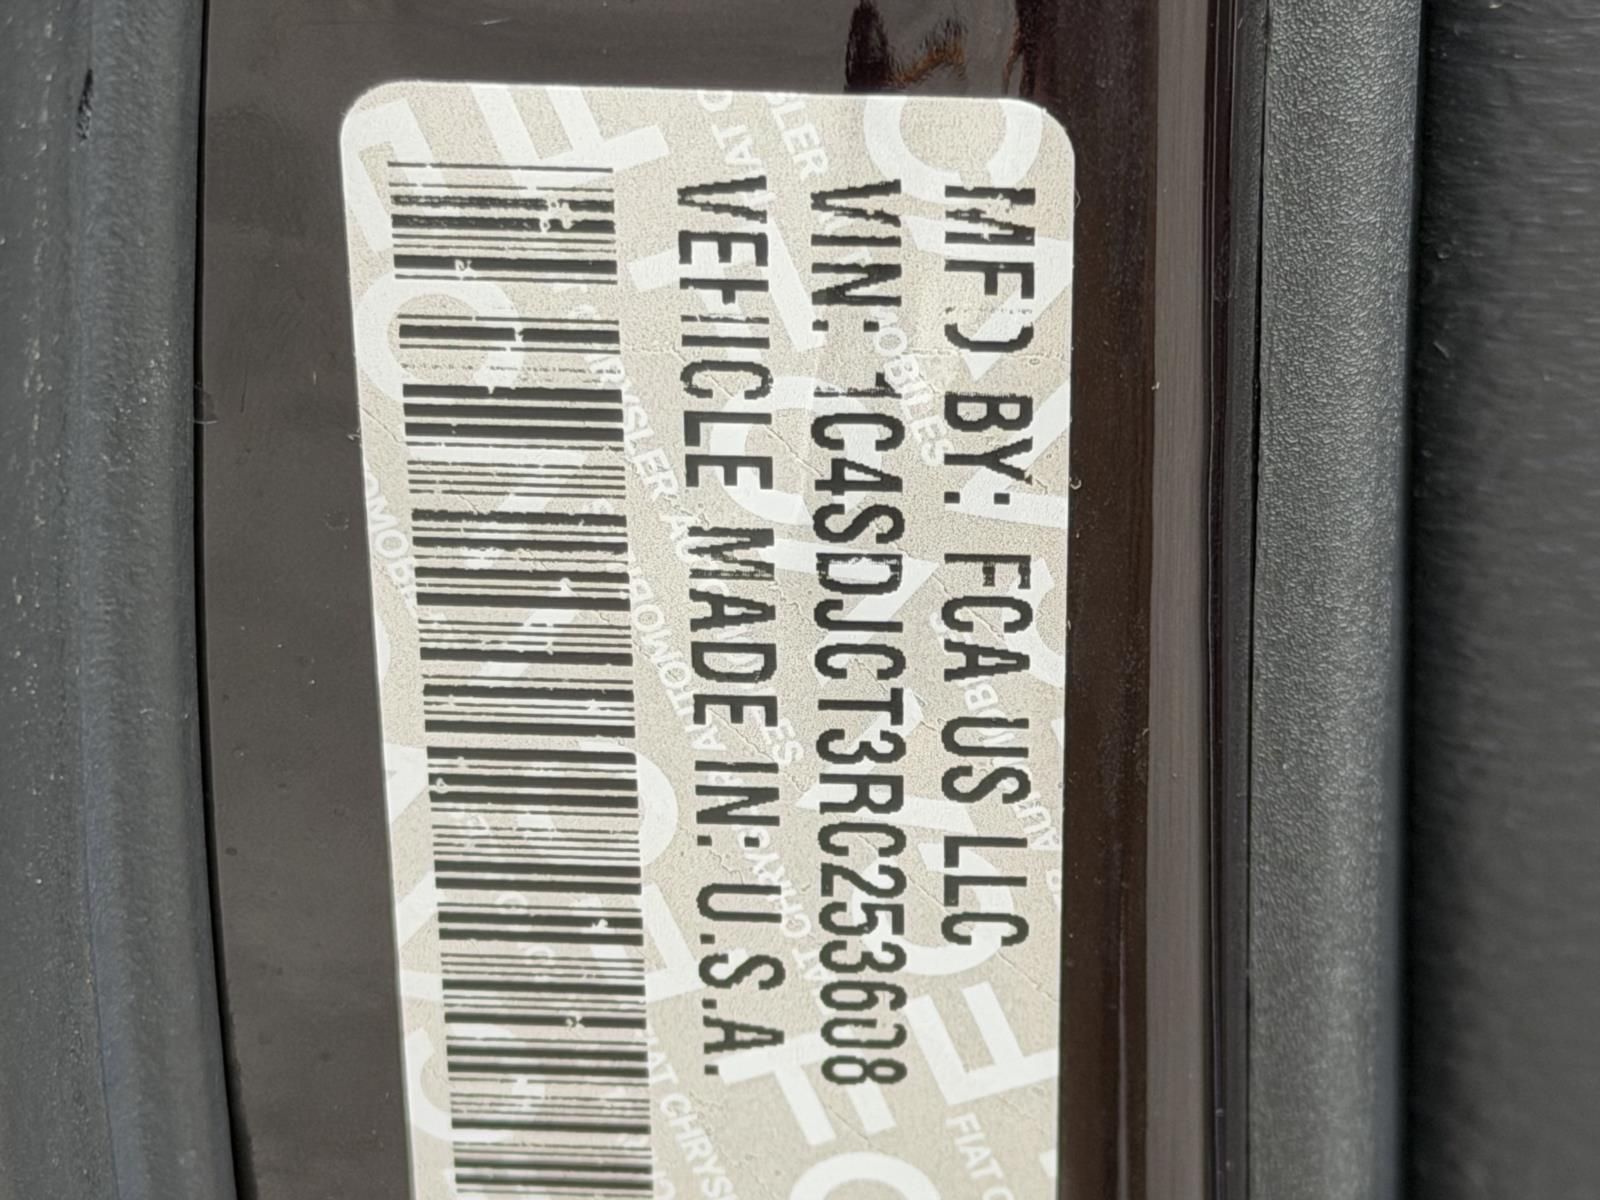 MFD BY: FCA US LLC
VIN: 1C4SDJCT3RC253608
VEHICLE MADE IN: U.S.A.